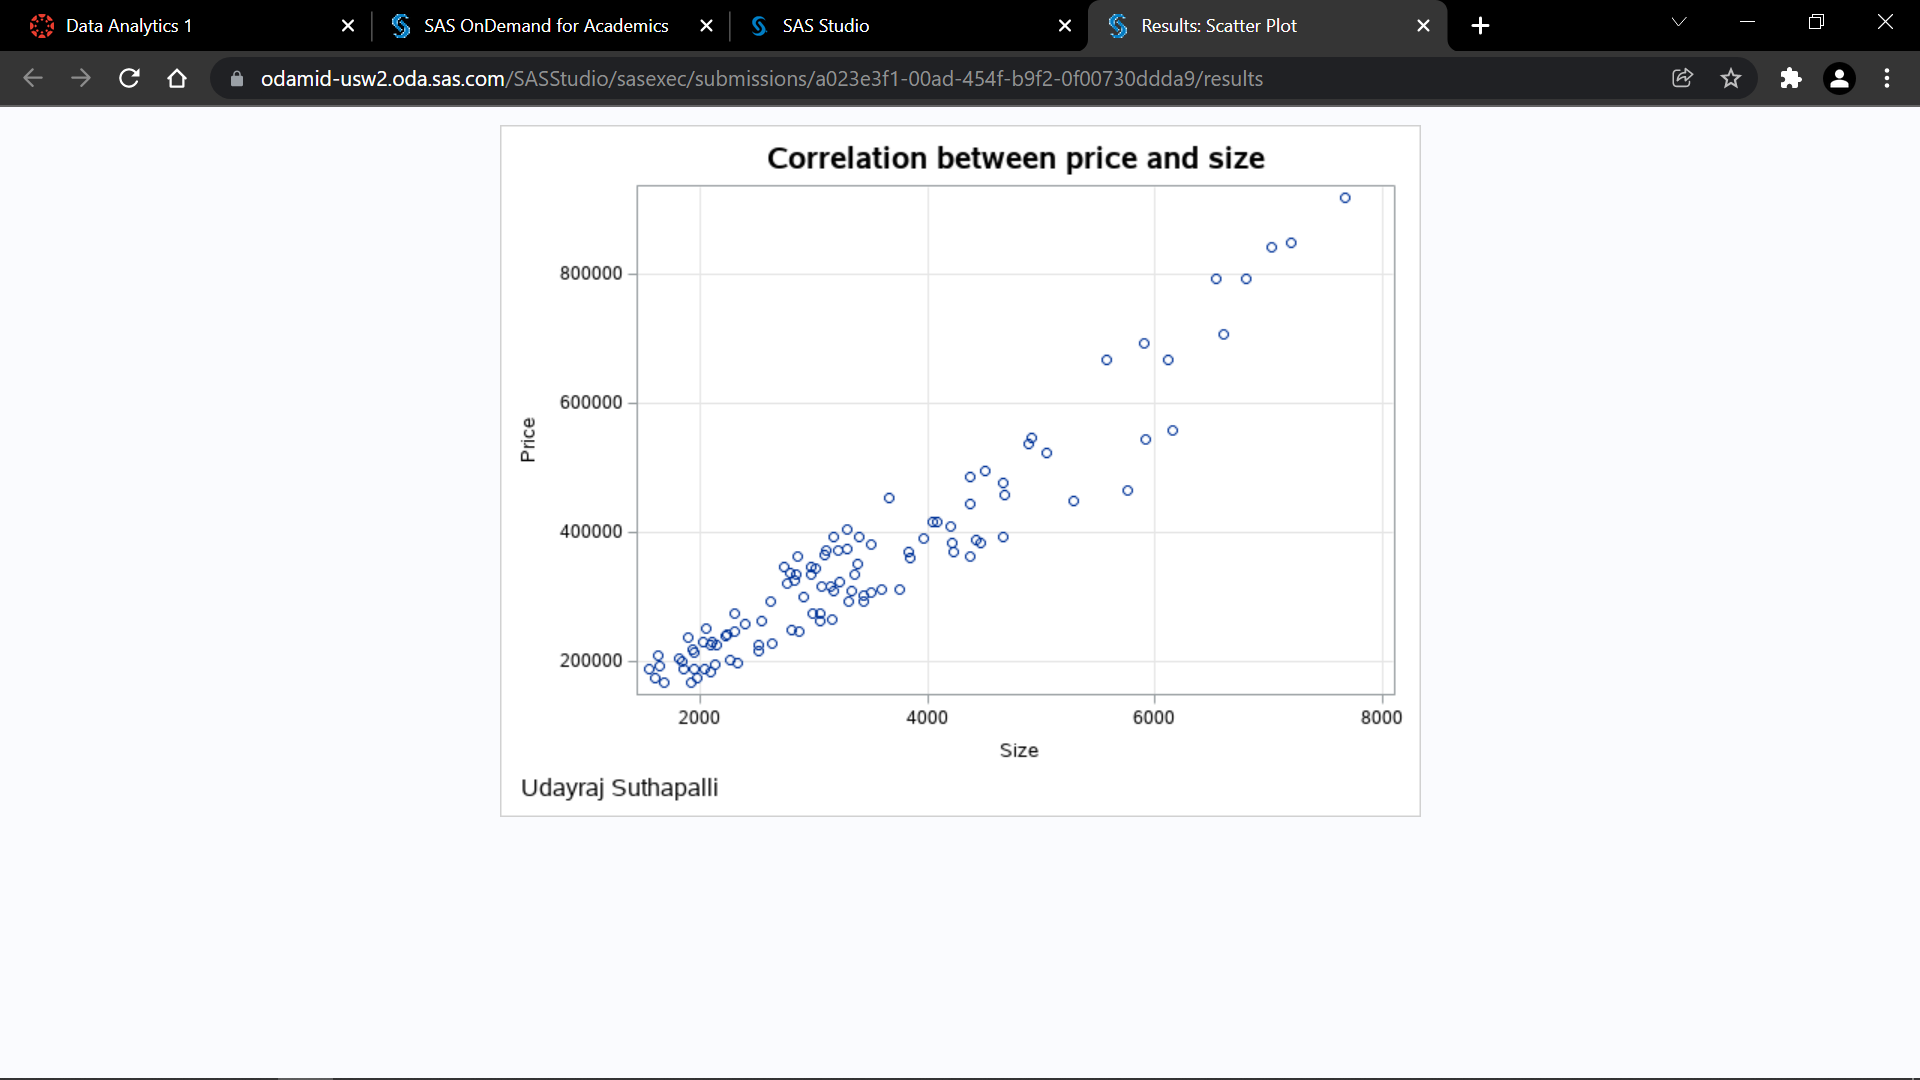 Data Analytics 1
SAS OnDemand for Academics
SAS Studio
Results: Scatter Plot
odamid-usw2.oda.sas.com/SASStudio/sasexec/submissions/a023e3f1-00ad-454f-b9f2-0f00730ddda9/results
Correlation between price and size
800000
600000
400000
200000
Price
2000 4000 6000 8000
Size
Udayraj Suthapalli